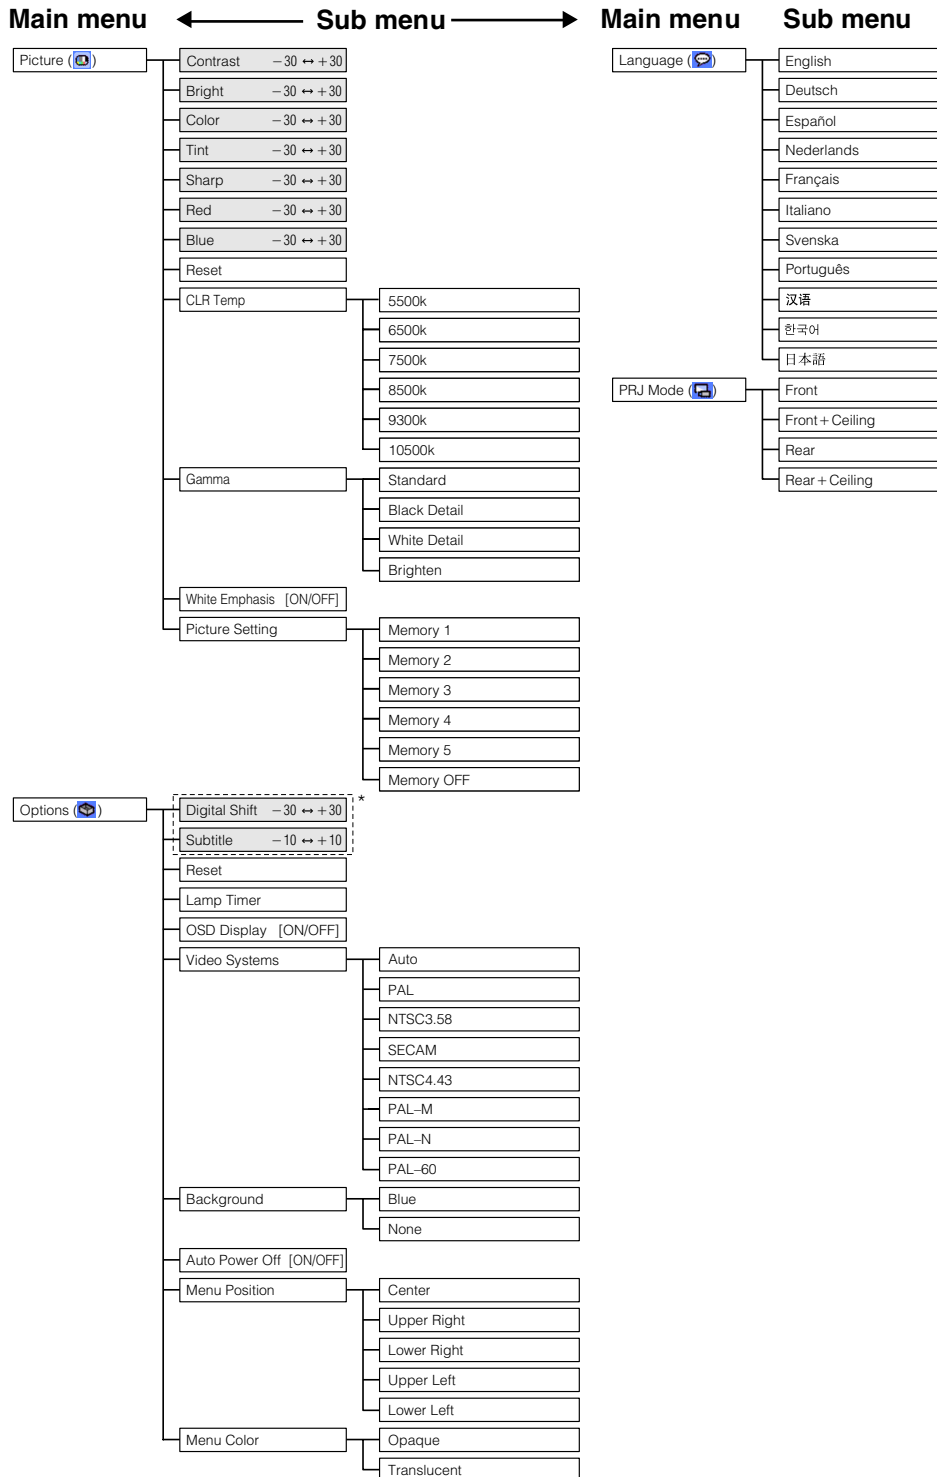 Main menu
Sub menu
Picture ( )
Contrast −30 ↔ +30
Bright −30 ↔ +30
Color −30 ↔ +30
Tint −30 ↔ +30
Sharp −30 ↔ +30
Red −30 ↔ +30
Blue −30 ↔ +30
Reset
CLR Temp
5500k
6500k
7500k
8500k
9300k
10500k
Gamma
Standard
Black Detail
White Detail
Brighten
White Emphasis [ON/OFF]
Picture Setting
Memory 1
Memory 2
Memory 3
Memory 4
Memory 5
Memory OFF
Options ( )
Digital Shift −30 ↔ +30
*
Subtitle −10 ↔ +10
Reset
Lamp Timer
OSD Display [ON/OFF]
Video Systems
Auto
PAL
NTSC3.58
SECAM
NTSC4.43
PAL–M
PAL–N
PAL–60
Background
Blue
None
Auto Power Off [ON/OFF]
Menu Position
Center
Upper Right
Lower Right
Upper Left
Lower Left
Menu Color
Opaque
Translucent
Main menu
Sub menu
Language ( )
English
Deutsch
Español
Nederlands
Français
Italiano
Svenska
Português
汉语
한국어
日本語
PRJ Mode ( )
Front
Front + Ceiling
Rear
Rear + Ceiling